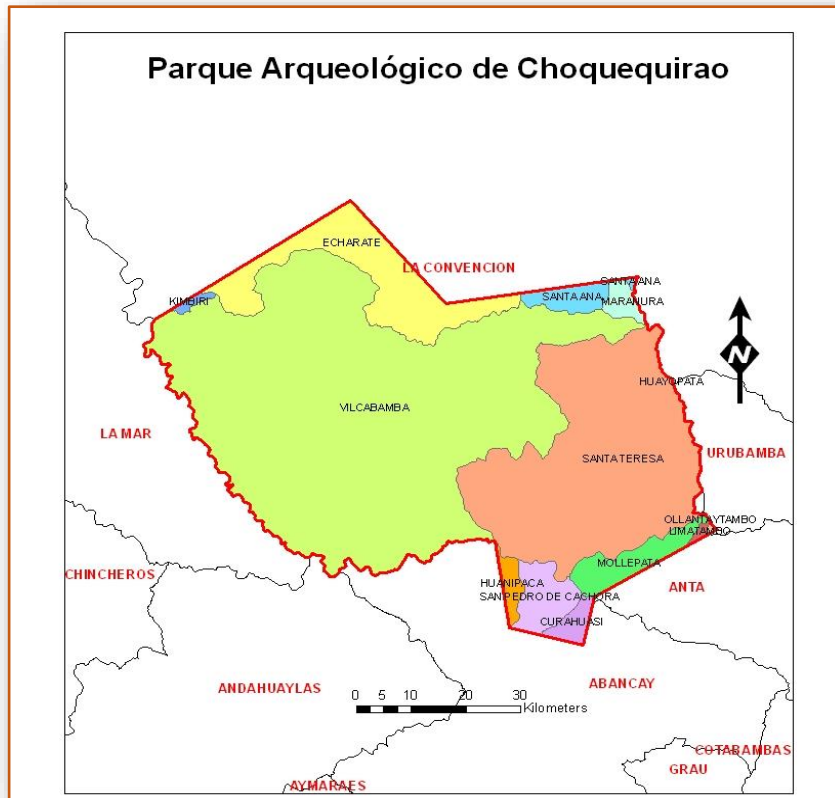 Parque Arqueológico de Choquequirao
ECHARATE
LA CONVENCION
SANTA ANA
KIMBIRI
SANTA ANA
MARANURA
HUAYOPATA
VILCABAMBA
LA MAR
URUBAMBA
SANTA TERESA
OLLANTAYTAMBO
LIMATAMBO
MOLLEPATA
CHINCHEROS
HUANIPACA
ANTA
SAN PEDRO DE CACHORA
CURAHUASI
ANDAHUAYLAS
ABANCAY
0 5 10 20 30
Kilometers
COTABAMBAS
GRAU
AYMARAES
N